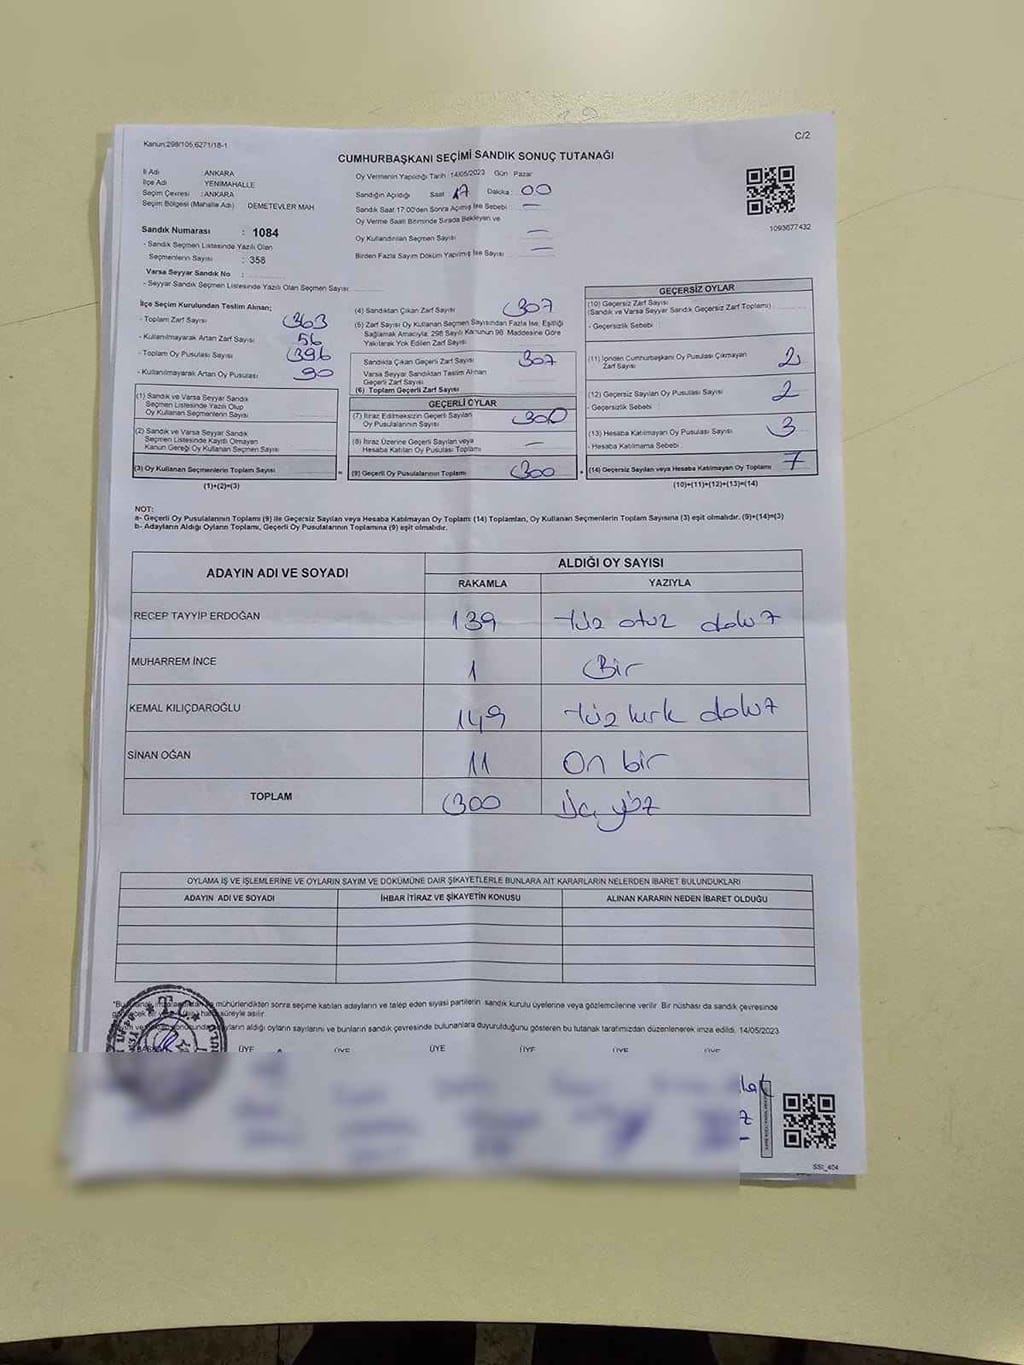 C/2
Kanun:298/105,6271/18-1
CUMHURBAŞKANI SEÇİMİ SANDIK SONUÇ TUTANAĞI
İli Adı ANKARA
İlçe Adı YENİMAHALLE
Seçim Çevresi : ANKARA
Seçim Bölgesi (Mahalle Adı) DEMETEVLER MAH
Sandık Numarası : 1084
- Sandık Seçmen Listesinde Yazılı Olan
Seçmenlerin Sayısı : 358
Varsa Seyyar Sandık No :
- Seyyar Sandık Seçmen Listesinde Yazılı Olan Seçmen Sayısı:
Oy Vermenin Yapıldığı Tarih 14/05/2023 Gün Pazar
Sandığın Açıldığı Saat 17 Dakika : 00
Sandık Saat 17:00'den Sonra Açılmış İse Sebebi : —
Oy Verme Saati Bitiminde Sırada Bekleyen ve
Oy Kullandırılan Seçmen Sayısı —
Birden Fazla Sayım Döküm Yapılmış İse Sayısı —
1093677432
İlçe Seçim Kurulundan Teslim Alınan;
- Toplam Zarf Sayısı 363
- Kullanılmayarak Artan Zarf Sayısı 56
- Toplam Oy Pusulası Sayısı 396
- Kullanılmayarak Artan Oy Pusulası 90
(1) Sandık ve Varsa Seyyar Sandık
Seçmen Listesinde Yazılı Olup
Oy Kullanan Seçmenlerin Sayısı
(2) Sandık ve Varsa Seyyar Sandık
Seçmen Listesinde Kayıtlı Olmayan
Kanun Gereği Oy Kullanan Seçmen Sayısı
(3) Oy Kullanan Seçmenlerin Toplam Sayısı =
(1)+(2)=(3)
(4) Sandıktan Çıkan Zarf Sayısı 307
(5) Zarf Sayısı Oy Kullanan Seçmen Sayısından Fazla İse, Eşitliği
Sağlamak Amacıyla; 298 Sayılı Kanunun 98. Maddesine Göre
Yakılarak Yok Edilen Zarf Sayısı
Sandıkta Çıkan Geçerli Zarf Sayısı 307
Varsa Seyyar Sandıktan Teslim Alınan
Geçerli Zarf Sayısı
(6) Toplam Geçerli Zarf Sayısı
GEÇERLİ OYLAR
(7) İtiraz Edilmeksizin Geçerli Sayılan
Oy Pusulalarının Sayısı 300
(8) İtiraz Üzerine Geçerli Sayılan veya
Hesaba Katılan Oy Pusulası Toplamı —
(9) Geçerli Oy Pusulalarının Toplamı 300 +
GEÇERSİZ OYLAR
(10) Geçersiz Zarf Sayısı
(Sandık ve Varsa Seyyar Sandık Geçersiz Zarf Toplamı)
- Geçersizlik Sebebi
(11) İçinden Cumhurbaşkanı Oy Pusulası Çıkmayan
Zarf Sayısı 2
(12) Geçersiz Sayılan Oy Pusulası Sayısı 2
- Geçersizlik Sebebi
(13) Hesaba Katılmayan Oy Pusulası Sayısı 3
- Hesaba Katılmama Sebebi
(14) Geçersiz Sayılan veya Hesaba Katılmayan Oy Toplamı 7
(10)+(11)+(12)+(13)=(14)
NOT:
a- Geçerli Oy Pusulalarının Toplamı (9) ile Geçersiz Sayılan veya Hesaba Katılmayan Oy Toplamı (14) Toplamları, Oy Kullanan Seçmenlerin Toplam Sayısına (3) eşit olmalıdır. (9)+(14)=(3)
b- Adayların Aldığı Oyların Toplamı, Geçerli Oy Pusulalarının Toplamına (9) eşit olmalıdır.
ADAYIN ADI VE SOYADI ALDIĞI OY SAYISI
RAKAMLA YAZIYLA
RECEP TAYYİP ERDOĞAN 139 Yüz otuz dokuz
MUHARREM İNCE 1 Bir
KEMAL KILIÇDAROĞLU 149 Yüz kırk dokuz
SİNAN OĞAN 11 On bir
TOPLAM 300 Üç yüz
OYLAMA İŞ VE İŞLEMLERİNE VE OYLARIN SAYIM VE DÖKÜMÜNE DAİR ŞİKAYETLERLE BUNLARA AİT KARARLARIN NELERDEN İBARET BULUNDUKLARI
ADAYIN ADI VE SOYADI İHBAR İTİRAZ VE ŞİKAYETİN KONUSU ALINAN KARARIN NEDEN İBARET OLDUĞU
mühürlendikten sonra seçime katılan adayların ve talep eden siyasi partilerin sandık kurulu üyelerine veya gözlemcilerine verilir. Bir nüshası da sandık çevresinde
süreyle asılır.
adayların aldığı oyların sayılarını ve bunların sandık çevresinde bulunanlara duyurulduğunu gösteren bu tutanak tarafımızdan düzenlenerek imza edildi. 14/05/2023
BAŞKAN ÜYE ÜYE ÜYE ÜYE ÜYE ÜYE
SSI_404